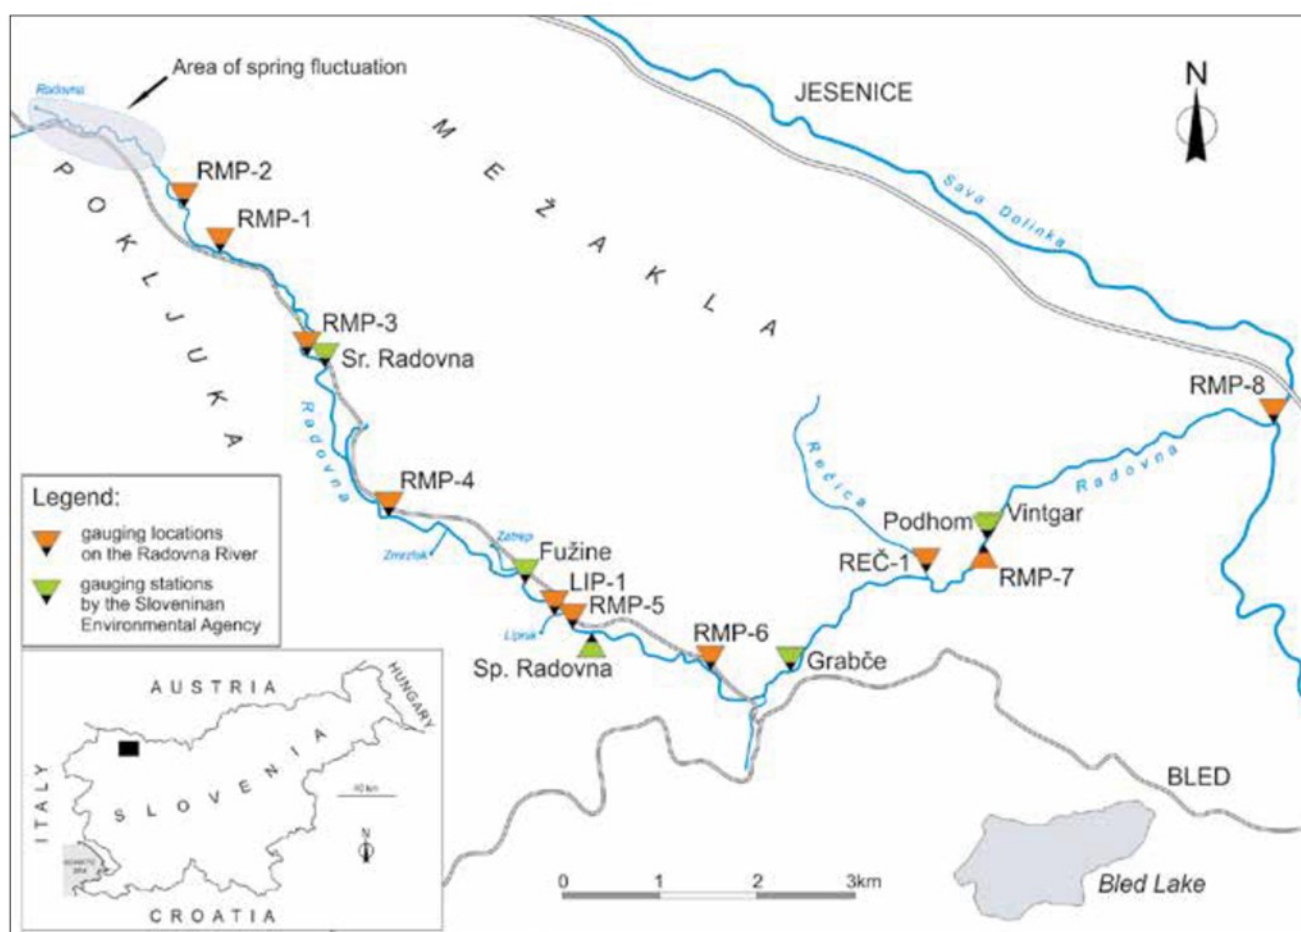 Area of spring fluctuation
Radovna
N
JESENICE
MEŽAKLA
POKLJUKA
RMP-2
RMP-1
Sava Dolinka
RMP-3
Sr. Radovna
RMP-8
Radovna
Rečica
Radovna
RMP-4
Podhom
Vintgar
Zatrep
Zmrzlek
Fužine
REČ-1
RMP-7
LIP-1
RMP-5
Lipnik
RMP-6
Sp. Radovna
Grabče
BLED
Bled Lake
0 1 2 3km
Legend:
gauging locations
on the Radovna River
gauging stations
by the Sloveninan
Environmental Agency
AUSTRIA
HUNGARY
ITALY
SLOVENIA
40 km
N
CROATIA